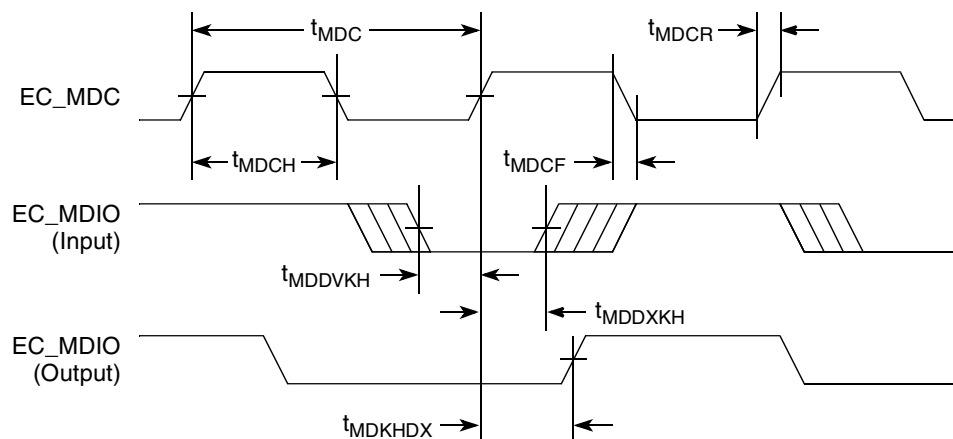 tMDC
tMDCR
EC_MDC
tMDCH
tMDCF
EC_MDIO
(Input)
tMDDVKH
tMDDXKH
EC_MDIO
(Output)
tMDKHDX